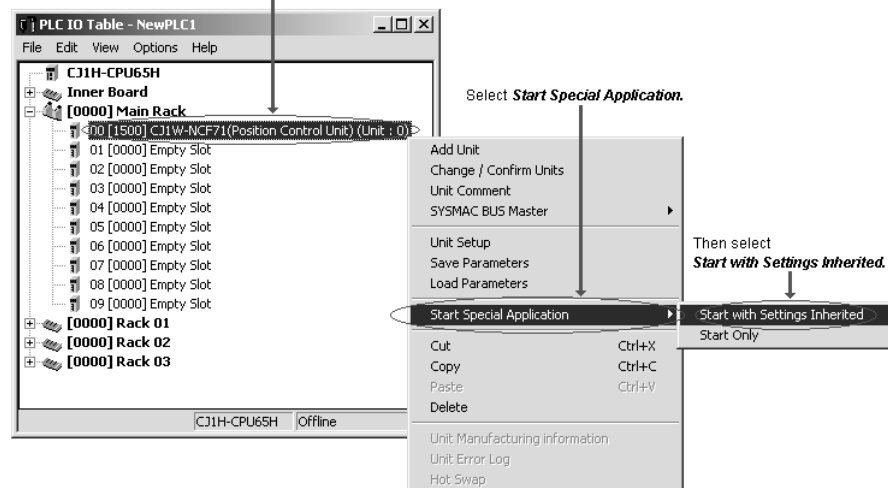 PLC IO Table - NewPLC1
File Edit View Options Help
CJ1H-CPU65H
Inner Board
[0000] Main Rack
00 [1500] CJ1W-NCF71(Position Control Unit) (Unit : 0)
01 [0000] Empty Slot
02 [0000] Empty Slot
03 [0000] Empty Slot
04 [0000] Empty Slot
05 [0000] Empty Slot
06 [0000] Empty Slot
07 [0000] Empty Slot
08 [0000] Empty Slot
09 [0000] Empty Slot
[0000] Rack 01
[0000] Rack 02
[0000] Rack 03
CJ1H-CPU65H Offline
Select Start Special Application.
Add Unit
Change / Confirm Units
Unit Comment
SYSMAC BUS Master
Unit Setup
Save Parameters
Load Parameters
Start Special Application
Cut Ctrl+X
Copy Ctrl+C
Paste Ctrl+V
Delete
Unit Manufacturing information
Unit Error Log
Hot Swap
Then select
Start with Settings Inherited.
Start with Settings Inherited
Start Only